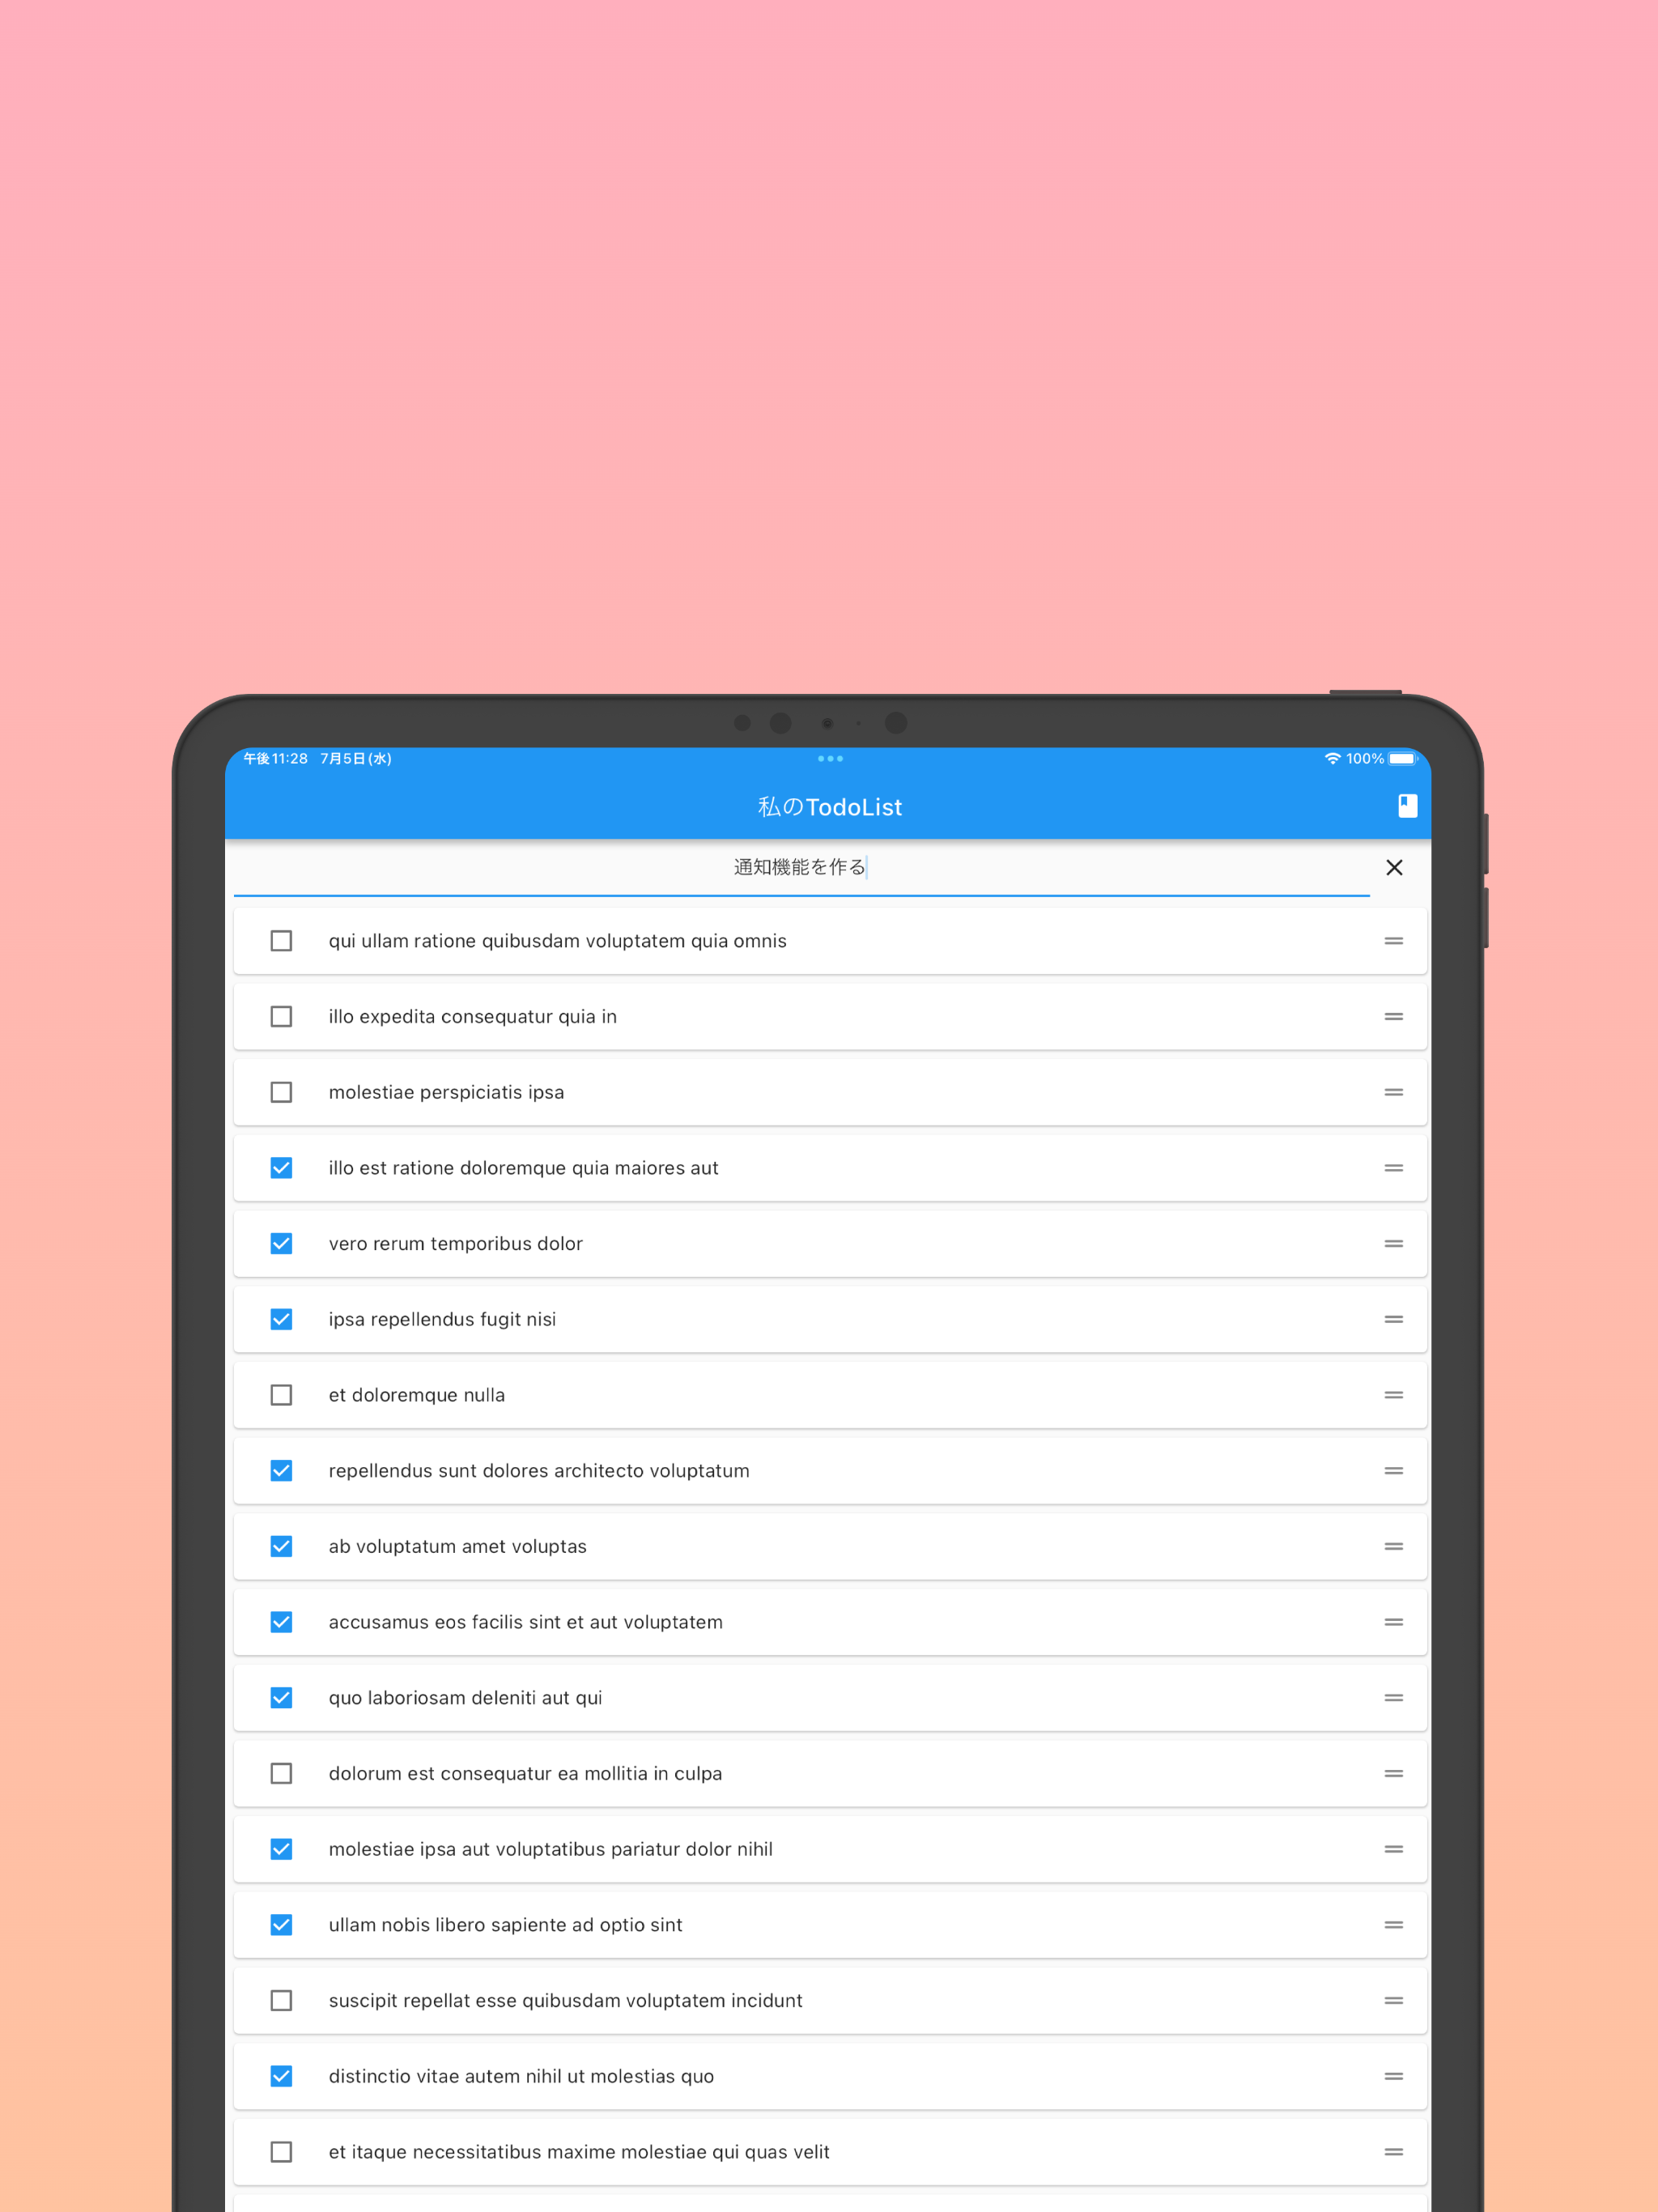 午後11:28 7月5日(水) 100%
私のTodoList
通知機能を作る
qui ullam ratione quibusdam voluptatem quia omnis
illo expedita consequatur quia in
molestiae perspiciatis ipsa
illo est ratione doloremque quia maiores aut
vero rerum temporibus dolor
ipsa repellendus fugit nisi
et doloremque nulla
repellendus sunt dolores architecto voluptatum
ab voluptatum amet voluptas
accusamus eos facilis sint et aut voluptatem
quo laboriosam deleniti aut qui
dolorum est consequatur ea mollitia in culpa
molestiae ipsa aut voluptatibus pariatur dolor nihil
ullam nobis libero sapiente ad optio sint
suscipit repellat esse quibusdam voluptatem incidunt
distinctio vitae autem nihil ut molestias quo
et itaque necessitatibus maxime molestiae qui quas velit